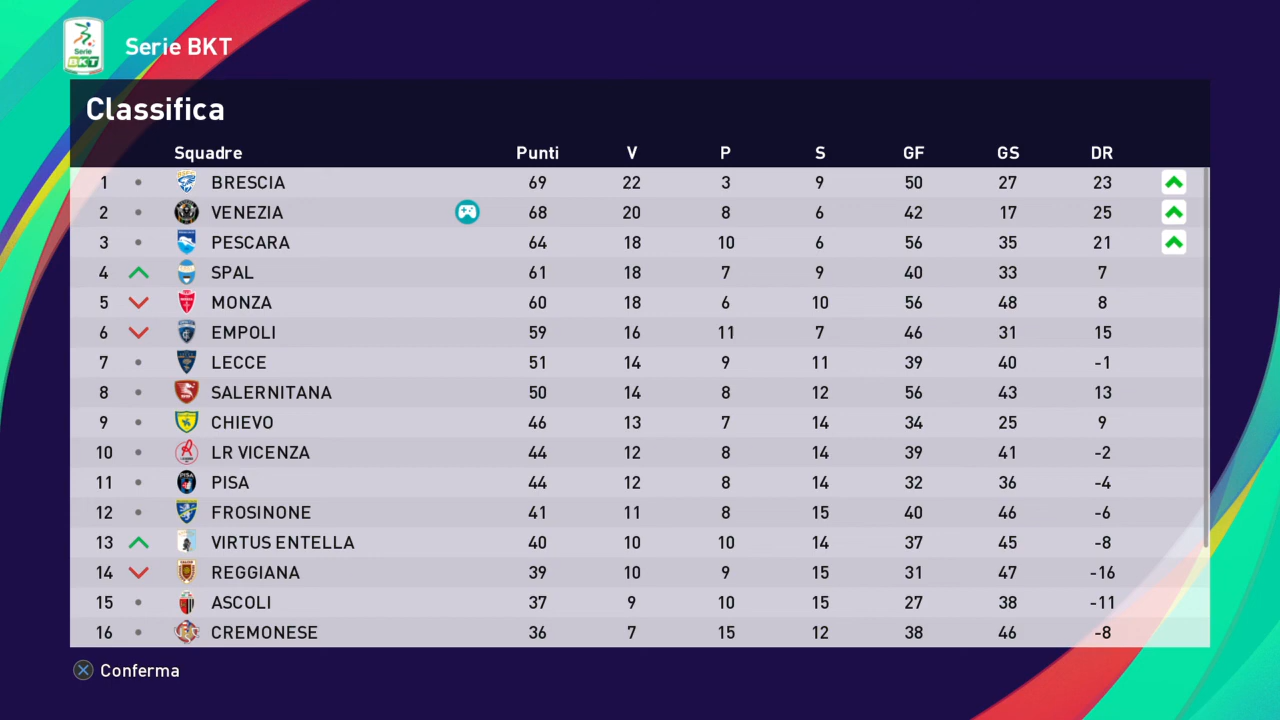 Serie BKT
Serie
BKT
Classifica
Squadre Punti V P S GF GS DR
1 BRESCIA 69 22 3 9 50 27 23
2 VENEZIA 68 20 8 6 42 17 25
3 PESCARA 64 18 10 6 56 35 21
4 SPAL 61 18 7 9 40 33 7
5 MONZA 60 18 6 10 56 48 8
6 EMPOLI 59 16 11 7 46 31 15
7 LECCE 51 14 9 11 39 40 -1
8 SALERNITANA 50 14 8 12 56 43 13
9 CHIEVO 46 13 7 14 34 25 9
10 LR VICENZA 44 12 8 14 39 41 -2
11 PISA 44 12 8 14 32 36 -4
12 FROSINONE 41 11 8 15 40 46 -6
13 VIRTUS ENTELLA 40 10 10 14 37 45 -8
14 REGGIANA 39 10 9 15 31 47 -16
15 ASCOLI 37 9 10 15 27 38 -11
16 CREMONESE 36 7 15 12 38 46 -8
Conferma